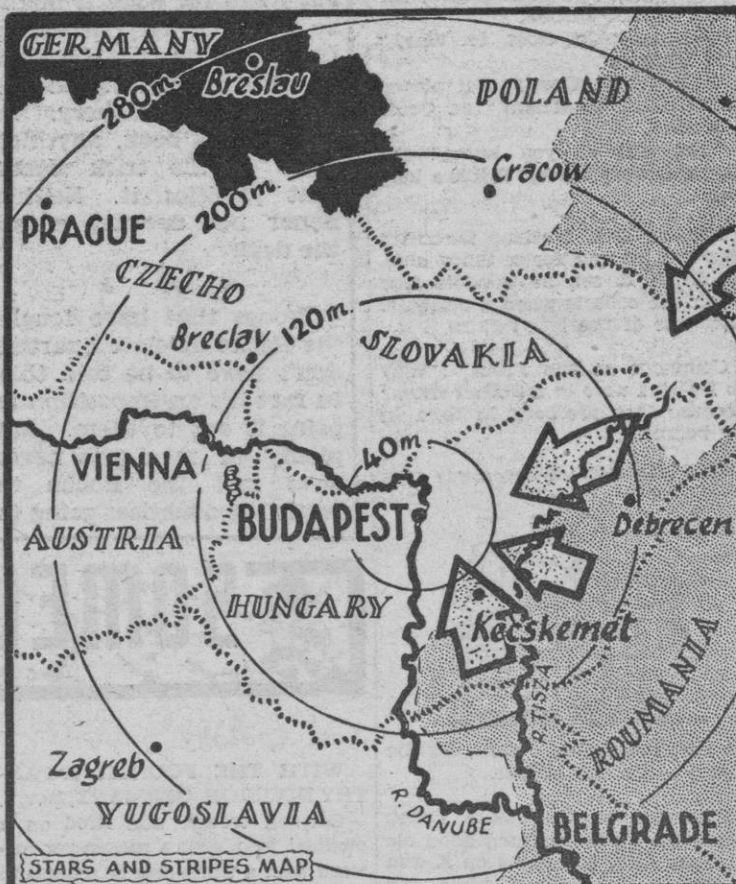 GERMANY
Breslau
280m.
POLAND
200m.
Cracow
PRAGUE
CZECHO
120m.
SLOVAKIA
Breclav
40m
VIENNA
BUDAPEST
Debrecen
AUSTRIA
HUNGARY
Kecskemet
R. TISZA
ROUMANIA
Zagreb
R. DANUBE
YUGOSLAVIA
BELGRADE
STARS AND STRIPES MAP